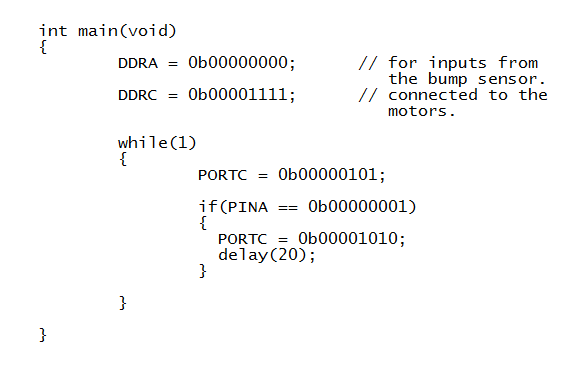 int main(void)
{
DDRA = 0b00000000; // for inputs from
the bump sensor.
DDRC = 0b00001111; // connected to the
motors.
while(1)
{
PORTC = 0b00000101;
if(PINA == 0b00000001)
{
PORTC = 0b00001010;
delay(20);
}
}
}